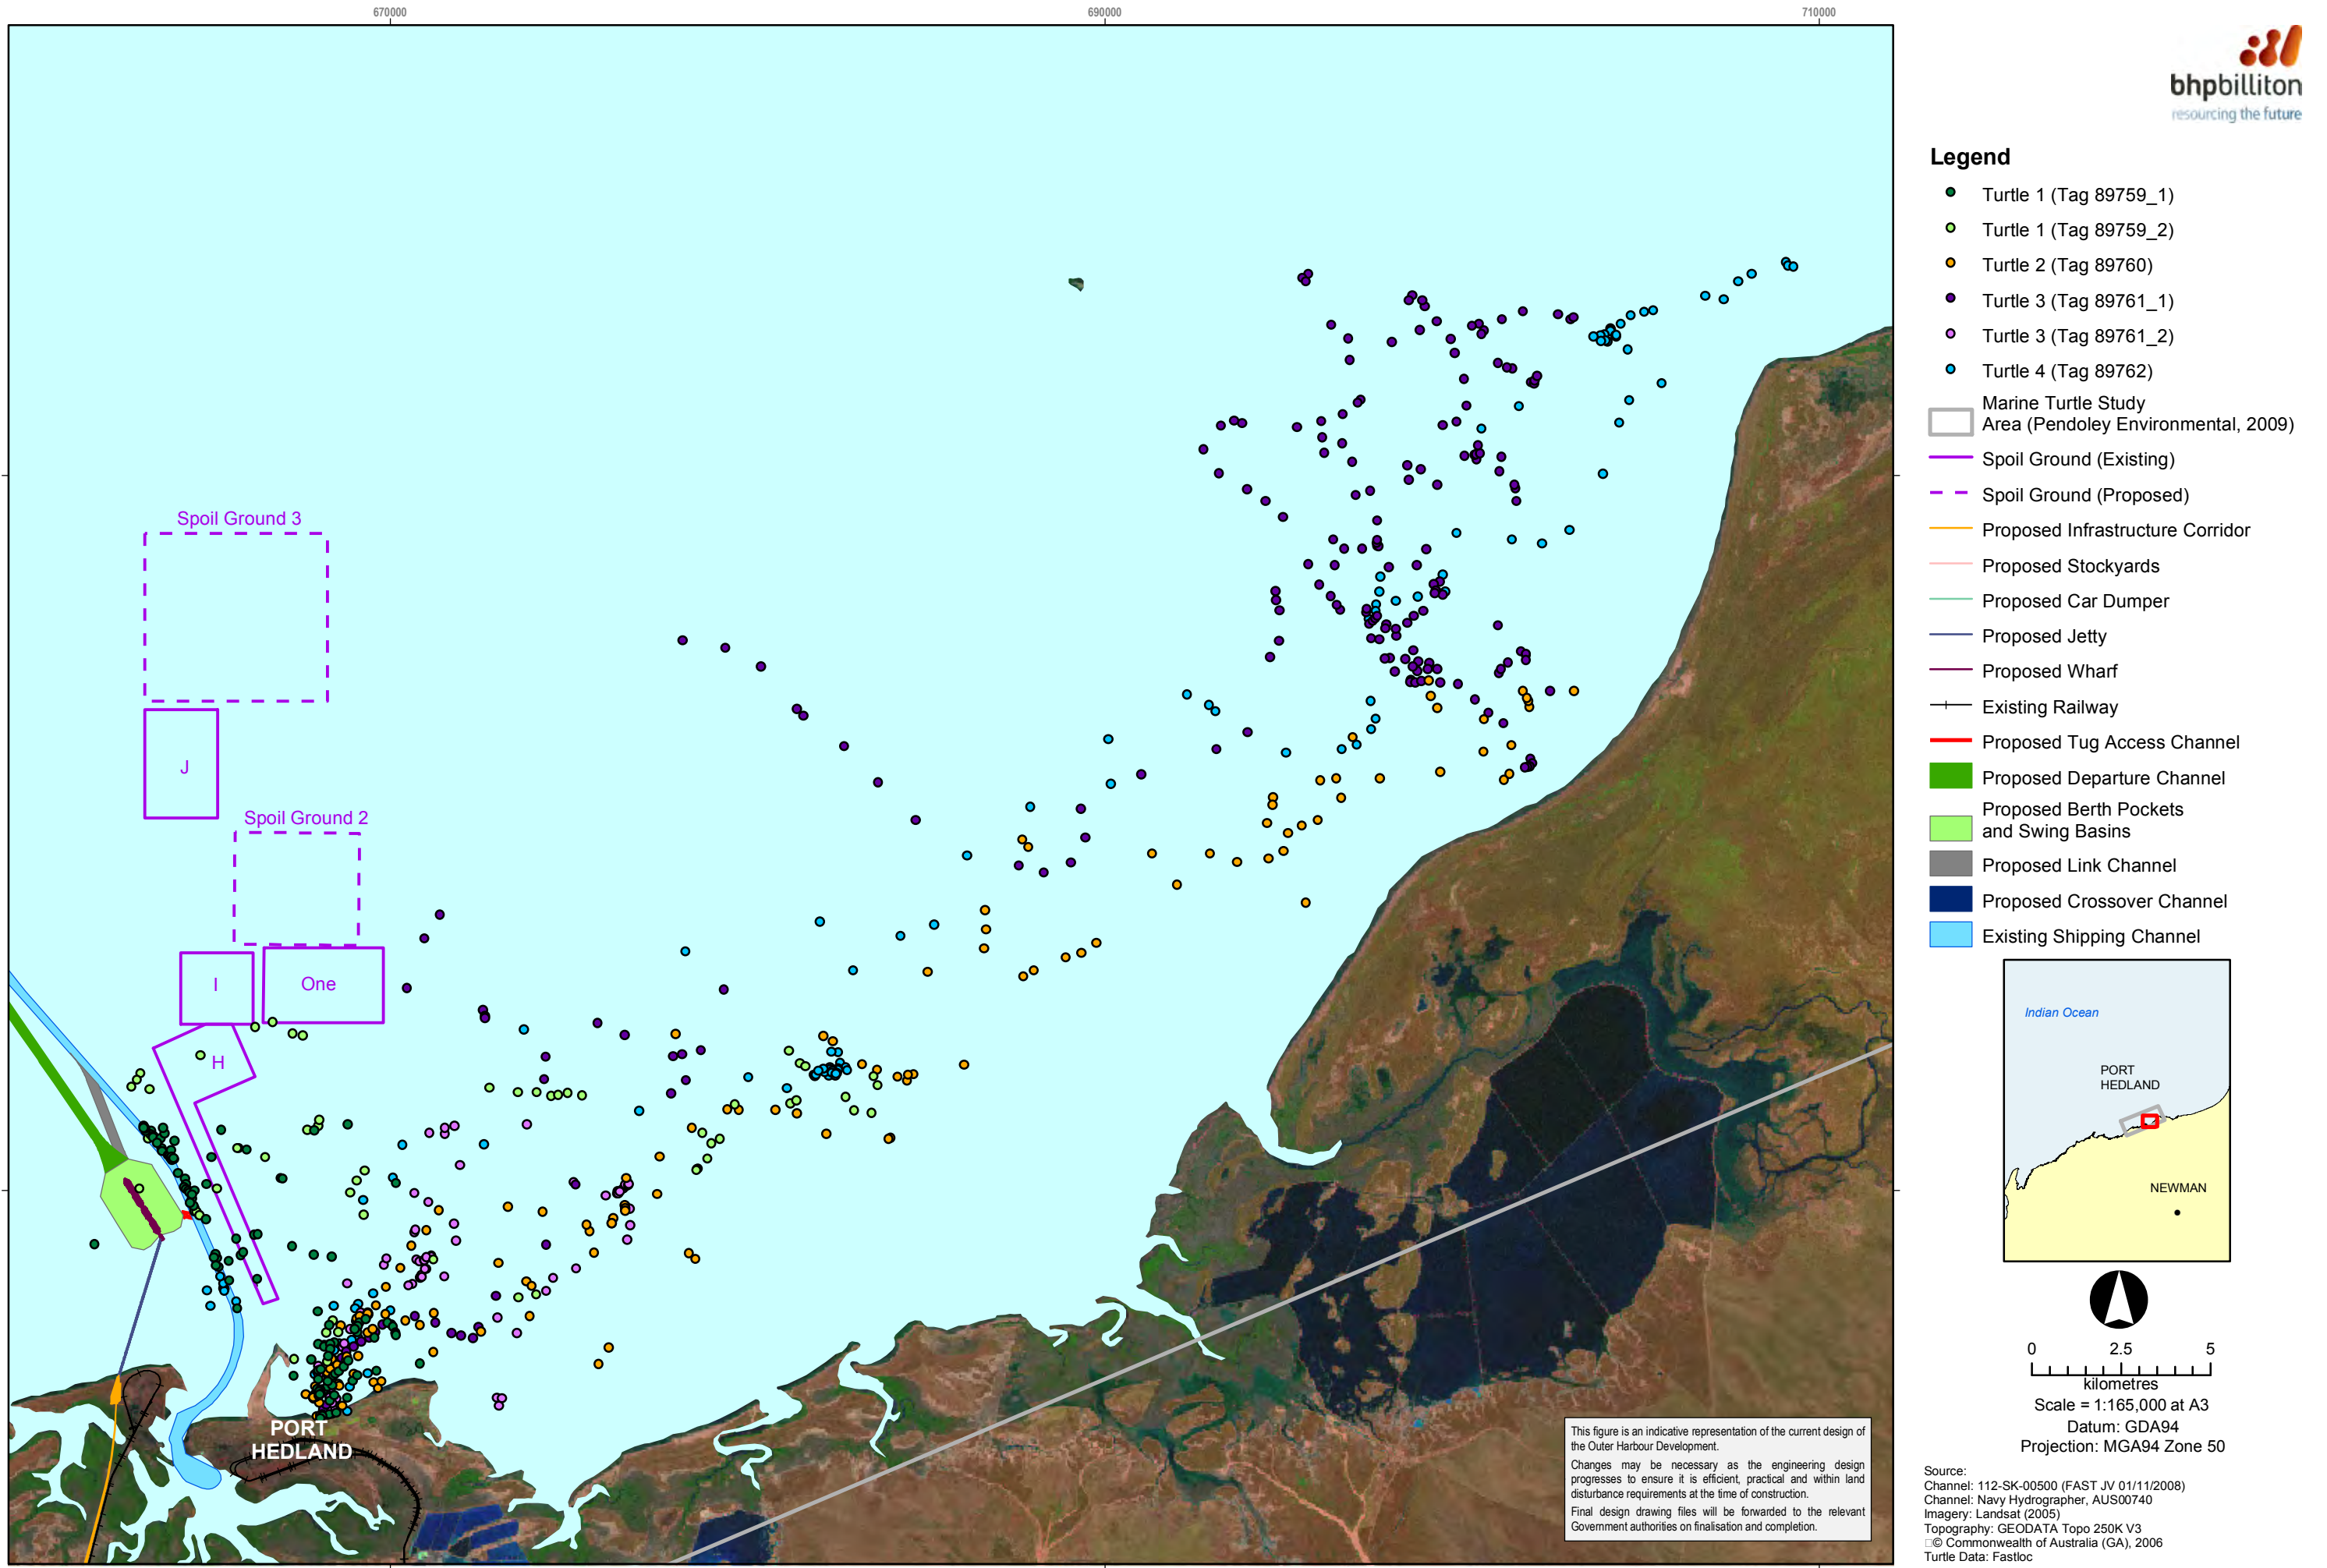 670000
690000
710000
bhpbilliton
resourcing the future
Legend
Turtle 1 (Tag 89759_1)
Turtle 1 (Tag 89759_2)
Turtle 2 (Tag 89760)
Turtle 3 (Tag 89761_1)
Turtle 3 (Tag 89761_2)
Turtle 4 (Tag 89762)
Marine Turtle Study
Area (Pendoley Environmental, 2009)
Spoil Ground (Existing)
Spoil Ground (Proposed)
Proposed Infrastructure Corridor
Proposed Stockyards
Proposed Car Dumper
Proposed Jetty
Proposed Wharf
Existing Railway
Proposed Tug Access Channel
Proposed Departure Channel
Proposed Berth Pockets
and Swing Basins
Proposed Link Channel
Proposed Crossover Channel
Existing Shipping Channel
Spoil Ground 3
J
Spoil Ground 2
I
One
H
PORT
HEDLAND
Indian Ocean
PORT
HEDLAND
NEWMAN
0 2.5 5
kilometres
Scale = 1:165,000 at A3
Datum: GDA94
Projection: MGA94 Zone 50
This figure is an indicative representation of the current design of
the Outer Harbour Development.
Changes may be necessary as the engineering design
progresses to ensure it is efficient, practical and within land
disturbance requirements at the time of construction.
Final design drawing files will be forwarded to the relevant
Government authorities on finalisation and completion.
Source:
Channel: 112-SK-00500 (FAST JV 01/11/2008)
Channel: Navy Hydrographer, AUS00740
Imagery: Landsat (2005)
Topography: GEODATA Topo 250K V3
□© Commonwealth of Australia (GA), 2006
Turtle Data: Fastloc